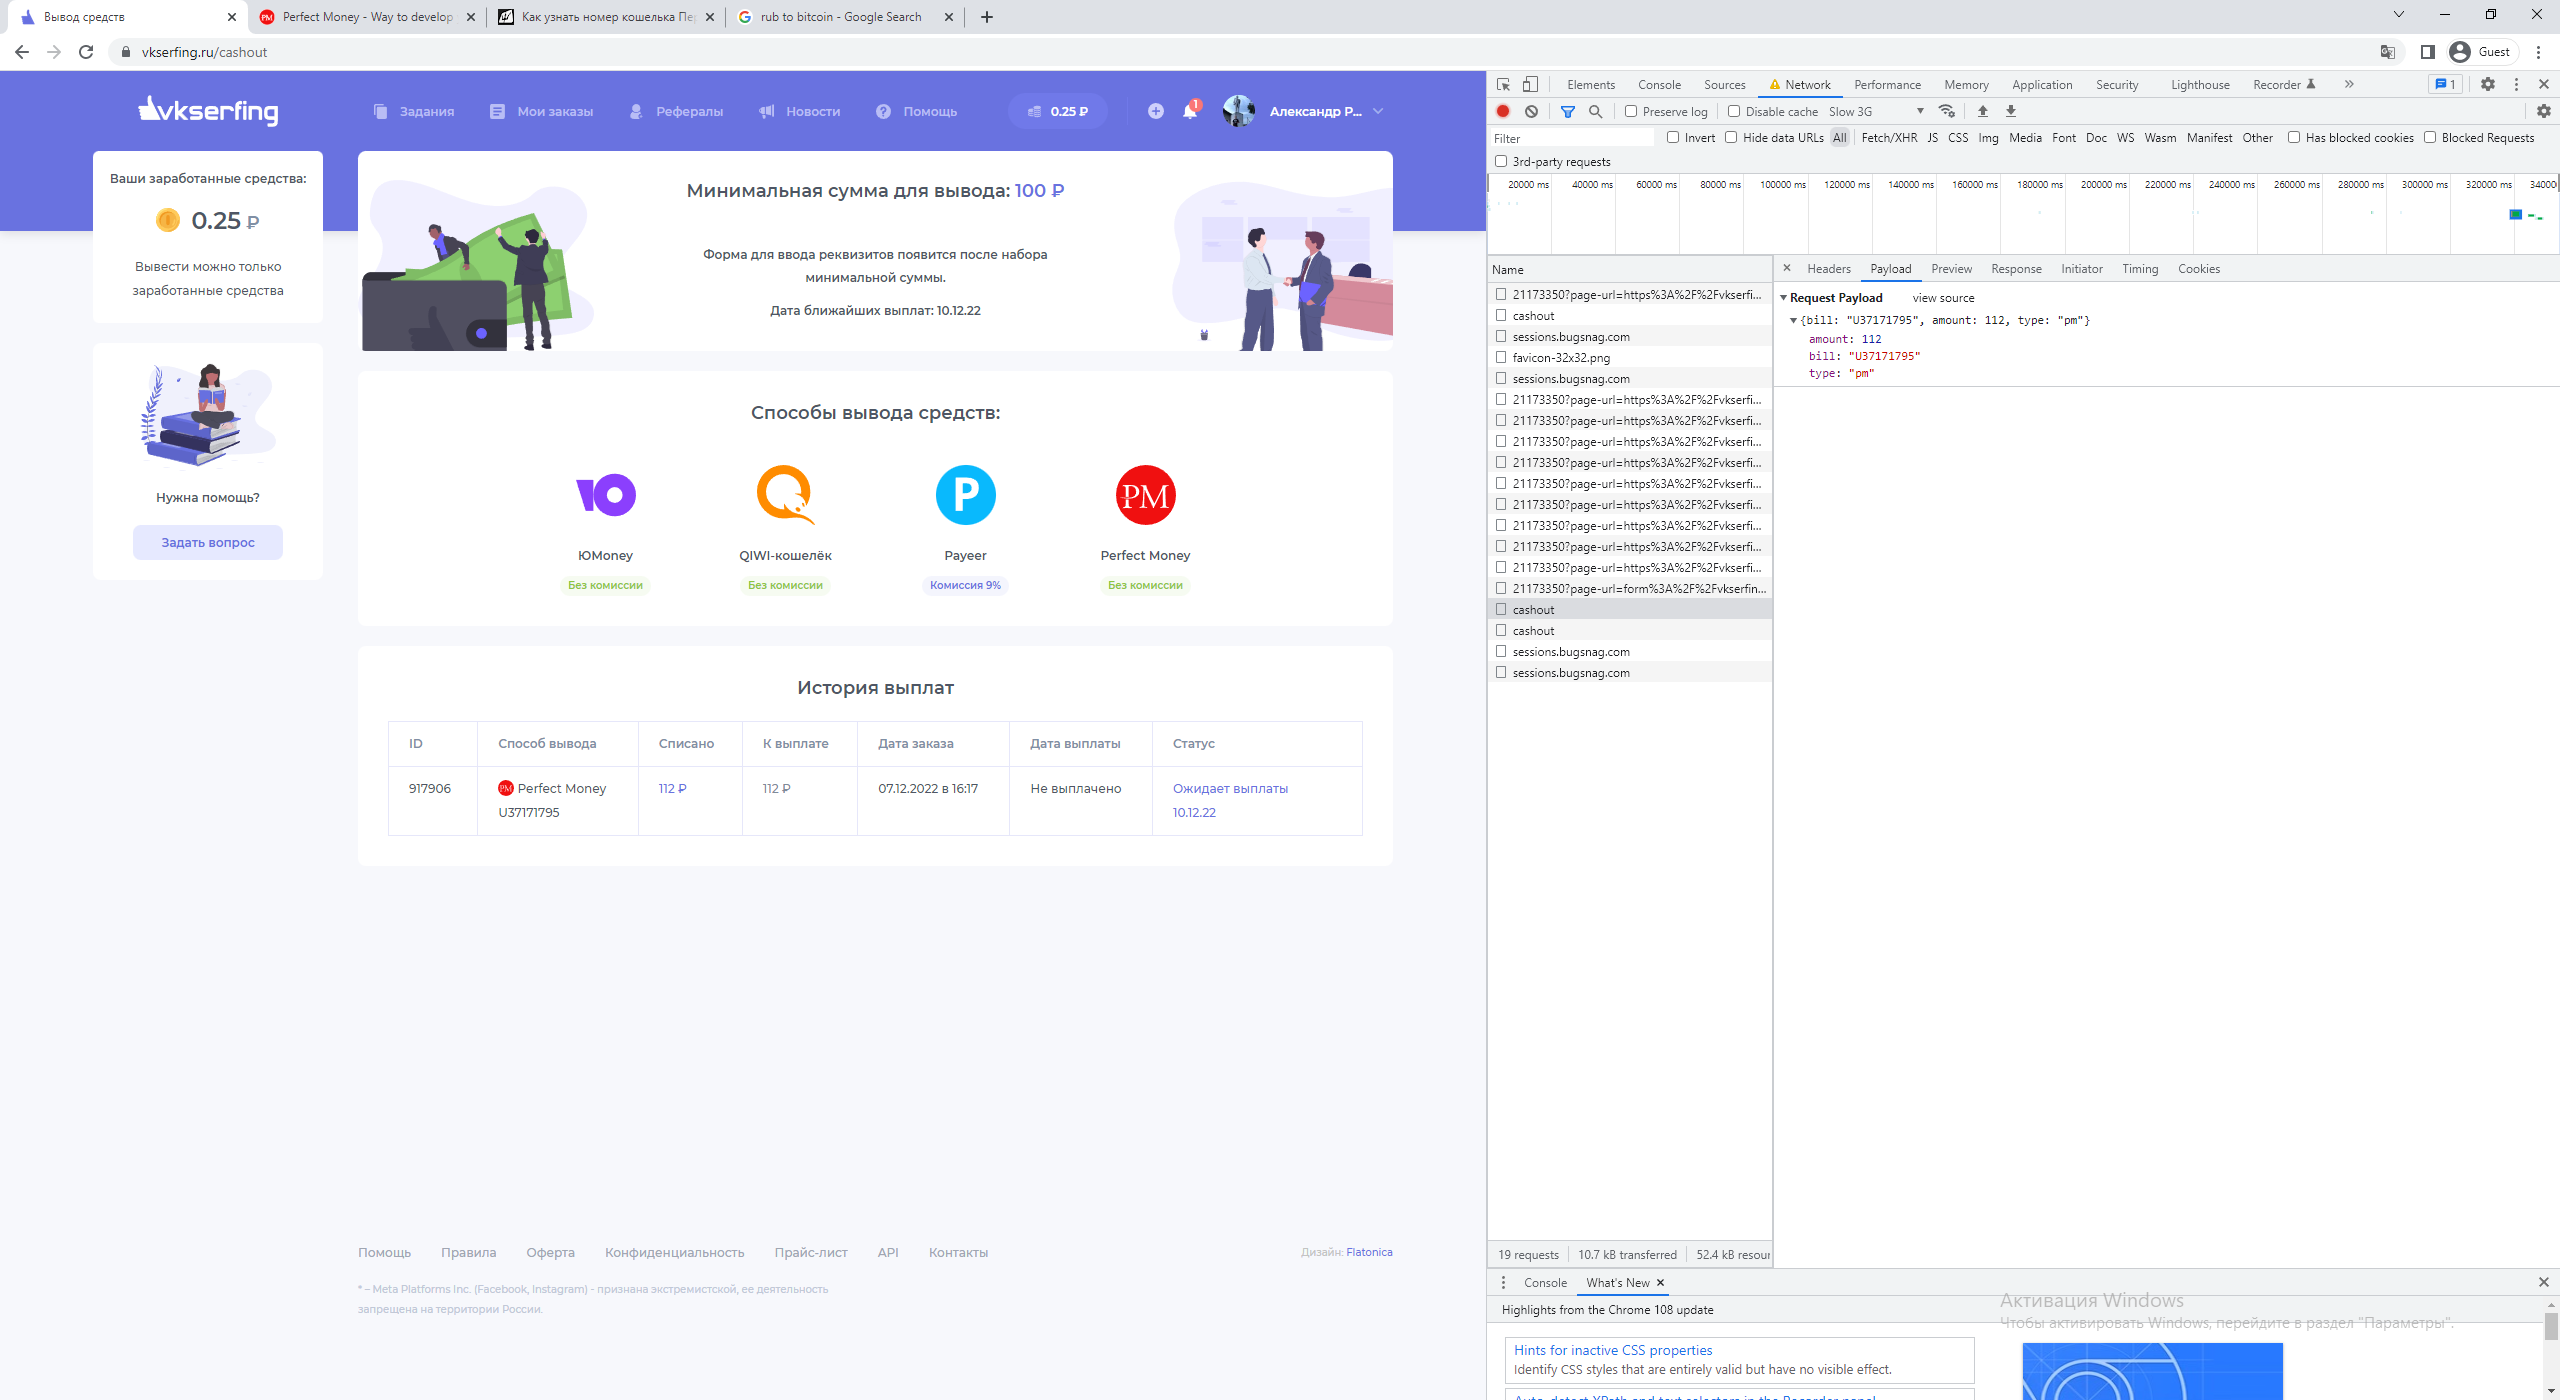 Вывод средств
Perfect Money - Way to develop
Как узнать номер кошелька Пе
rub to bitcoin - Google Search
vkserfing.ru/cashout
Guest
vkserfing
Задания
Мои заказы
Рефералы
Новости
Помощь
0.25 ₽
1
Александр Р...
Ваши заработанные средства:
0.25 ₽
Вывести можно только
заработанные средства
Нужна помощь?
Задать вопрос
Минимальная сумма для вывода: 100 ₽
Форма для ввода реквизитов появится после набора
минимальной суммы.
Дата ближайших выплат: 10.12.22
Способы вывода средств:
P
PM
ЮMoney
QIWI-кошелёк
Payeer
Perfect Money
Без комиссии
Без комиссии
Комиссия 9%
Без комиссии
История выплат
ID
Способ вывода
Списано
К выплате
Дата заказа
Дата выплаты
Статус
917906
PM Perfect Money
U37171795
112 ₽
112 ₽
07.12.2022 в 16:17
Не выплачено
Ожидает выплаты
10.12.22
Помощь
Правила
Оферта
Конфиденциальность
Прайс-лист
API
Контакты
Дизайн: Flatonica
* – Meta Platforms Inc. (Facebook, Instagram) - признана экстремистской, ее деятельность
запрещена на территории России.
Elements
Console
Sources
Network
Performance
Memory
Application
Security
Lighthouse
Recorder
1
Preserve log
Disable cache
Slow 3G
Filter
Invert
Hide data URLs
All
Fetch/XHR
JS
CSS
Img
Media
Font
Doc
WS
Wasm
Manifest
Other
Has blocked cookies
Blocked Requests
3rd-party requests
20000 ms
40000 ms
60000 ms
80000 ms
100000 ms
120000 ms
140000 ms
160000 ms
180000 ms
200000 ms
220000 ms
240000 ms
260000 ms
280000 ms
300000 ms
320000 ms
34000
Name
21173350?page-url=https%3A%2F%2Fvkserfi...
cashout
sessions.bugsnag.com
favicon-32x32.png
sessions.bugsnag.com
21173350?page-url=https%3A%2F%2Fvkserfi...
21173350?page-url=https%3A%2F%2Fvkserfi...
21173350?page-url=https%3A%2F%2Fvkserfi...
21173350?page-url=https%3A%2F%2Fvkserfi...
21173350?page-url=https%3A%2F%2Fvkserfi...
21173350?page-url=https%3A%2F%2Fvkserfi...
21173350?page-url=https%3A%2F%2Fvkserfi...
21173350?page-url=https%3A%2F%2Fvkserfi...
21173350?page-url=https%3A%2F%2Fvkserfi...
21173350?page-url=form%3A%2F%2Fvkserfin...
cashout
cashout
sessions.bugsnag.com
sessions.bugsnag.com
Headers
Payload
Preview
Response
Initiator
Timing
Cookies
Request Payload
view source
{bill: "U37171795", amount: 112, type: "pm"}
amount: 112
bill: "U37171795"
type: "pm"
19 requests
10.7 kB transferred
52.4 kB resour
Console
What's New
Highlights from the Chrome 108 update
Активация Windows
Чтобы активировать Windows, перейдите в раздел "Параметры".
Hints for inactive CSS properties
Identify CSS styles that are entirely valid but have no visible effect.
Auto-detect XPath and text selectors in the Recorder panel